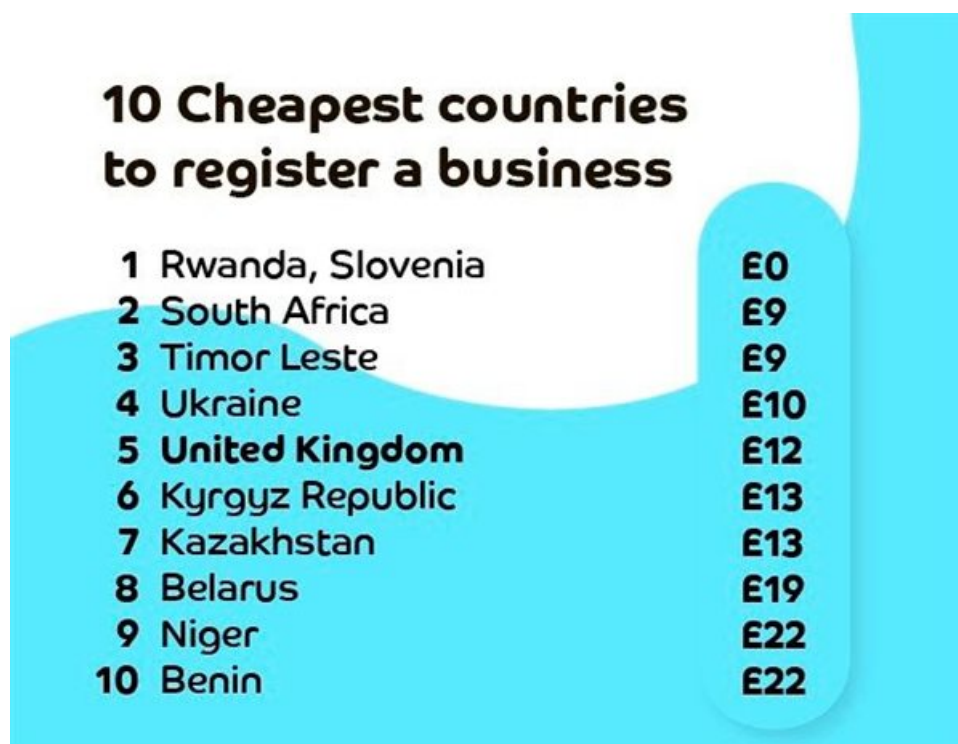 10 Cheapest countries
to register a business
1 Rwanda, Slovenia £0
2 South Africa £9
3 Timor Leste £9
4 Ukraine £10
5 United Kingdom £12
6 Kyrgyz Republic £13
7 Kazakhstan £13
8 Belarus £19
9 Niger £22
10 Benin £22